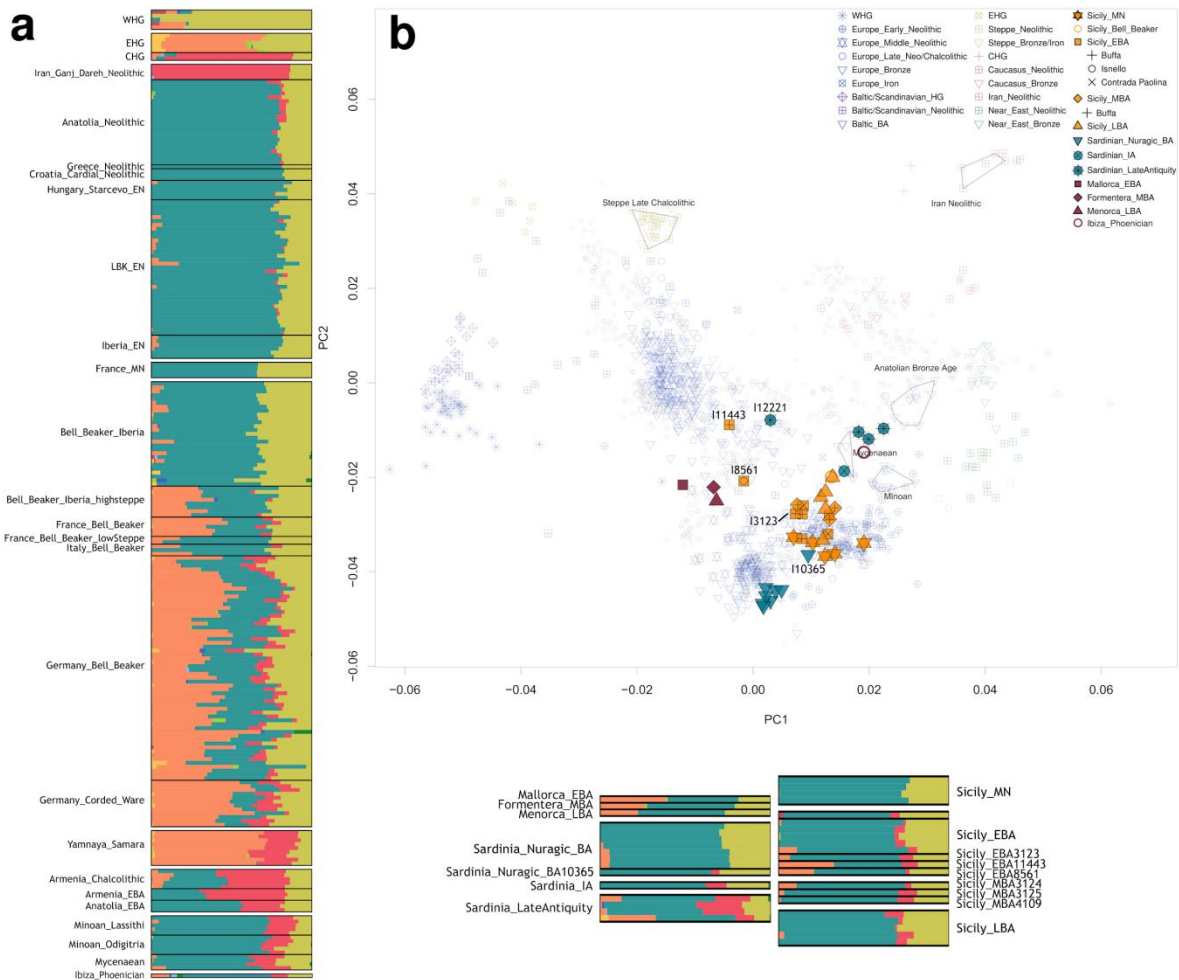 a
WHG
EHG
CHG
Iran_Ganj_Dareh_Neolithic
Anatolia_Neolithic
Greece_Neolithic
Croatia_Cardial_Neolithic
Hungary_Starcevo_EN
LBK_EN
Iberia_EN
France_MN
Bell_Beaker_Iberia
Bell_Beaker_Iberia_highsteppe
France_Bell_Beaker
France_Bell_Beaker_lowSteppe
Italy_Bell_Beaker
Germany_Bell_Beaker
Germany_Corded_Ware
Yamnaya_Samara
Armenia_Chalcolithic
Armenia_EBA
Anatolia_EBA
Minoan_Lassithi
Minoan_Odigitria
Mycenaean
Ibiza_Phoenician
b
WHG
Europe_Early_Neolithic
Europe_Middle_Neolithic
Europe_Late_Neo/Chalcolithic
Europe_Bronze
Europe_Iron
Baltic/Scandinavian_HG
Baltic/Scandinavian_Neolithic
Baltic_BA
EHG
Steppe_Neolithic
Steppe_Bronze/Iron
CHG
Caucasus_Neolithic
Caucasus_Bronze
Iran_Neolithic
Near_East_Neolithic
Near_East_Bronze
Sicily_MN
Sicily_Bell_Beaker
Sicily_EBA
Buffa
Isnello
Contrada Paolina
Sicily_MBA
Buffa
Sicily_LBA
Sardinian_Nuragic_BA
Sardinian_IA
Sardinian_LateAntiquity
Mallorca_EBA
Formentera_MBA
Menorca_LBA
Ibiza_Phoenician
PC2
0.06
0.04
0.02
0.00
−0.02
−0.04
−0.06
Steppe Late Chalcolithic
Iran Neolithic
Anatolian Bronze Age
I11443
I12221
Mycenaean
I8561
Minoan
I3123
I10365
−0.06
−0.04
−0.02
0.00
0.02
0.04
0.06
PC1
Mallorca_EBA
Formentera_MBA
Menorca_LBA
Sardinia_Nuragic_BA
Sardinia_Nuragic_BA10365
Sardinia_IA
Sardinia_LateAntiquity
Sicily_MN
Sicily_EBA
Sicily_EBA3123
Sicily_EBA11443
Sicily_EBA8561
Sicily_MBA3124
Sicily_MBA3125
Sicily_MBA4109
Sicily_LBA